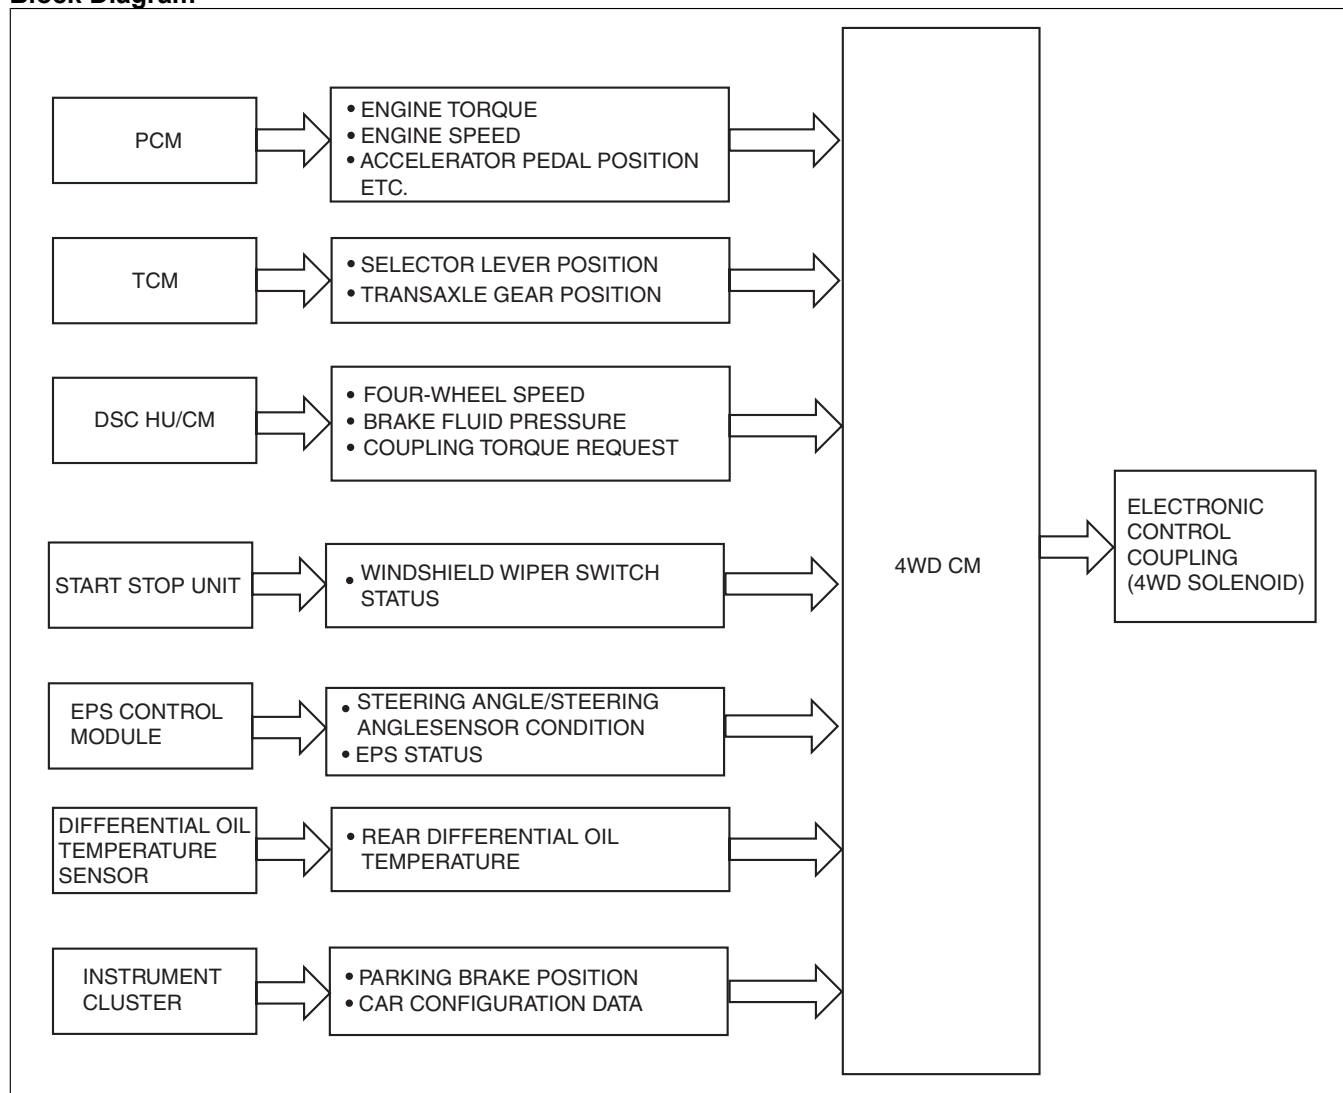 Block Diagram
PCM
• ENGINE TORQUE
• ENGINE SPEED
• ACCELERATOR PEDAL POSITION
ETC.
TCM
• SELECTOR LEVER POSITION
• TRANSAXLE GEAR POSITION
DSC HU/CM
• FOUR-WHEEL SPEED
• BRAKE FLUID PRESSURE
• COUPLING TORQUE REQUEST
START STOP UNIT
• WINDSHIELD WIPER SWITCH
STATUS
EPS CONTROL
MODULE
• STEERING ANGLE/STEERING
ANGLESENSOR CONDITION
• EPS STATUS
DIFFERENTIAL OIL
TEMPERATURE
SENSOR
• REAR DIFFERENTIAL OIL
TEMPERATURE
INSTRUMENT
CLUSTER
• PARKING BRAKE POSITION
• CAR CONFIGURATION DATA
4WD CM
ELECTRONIC
CONTROL
COUPLING
(4WD SOLENOID)